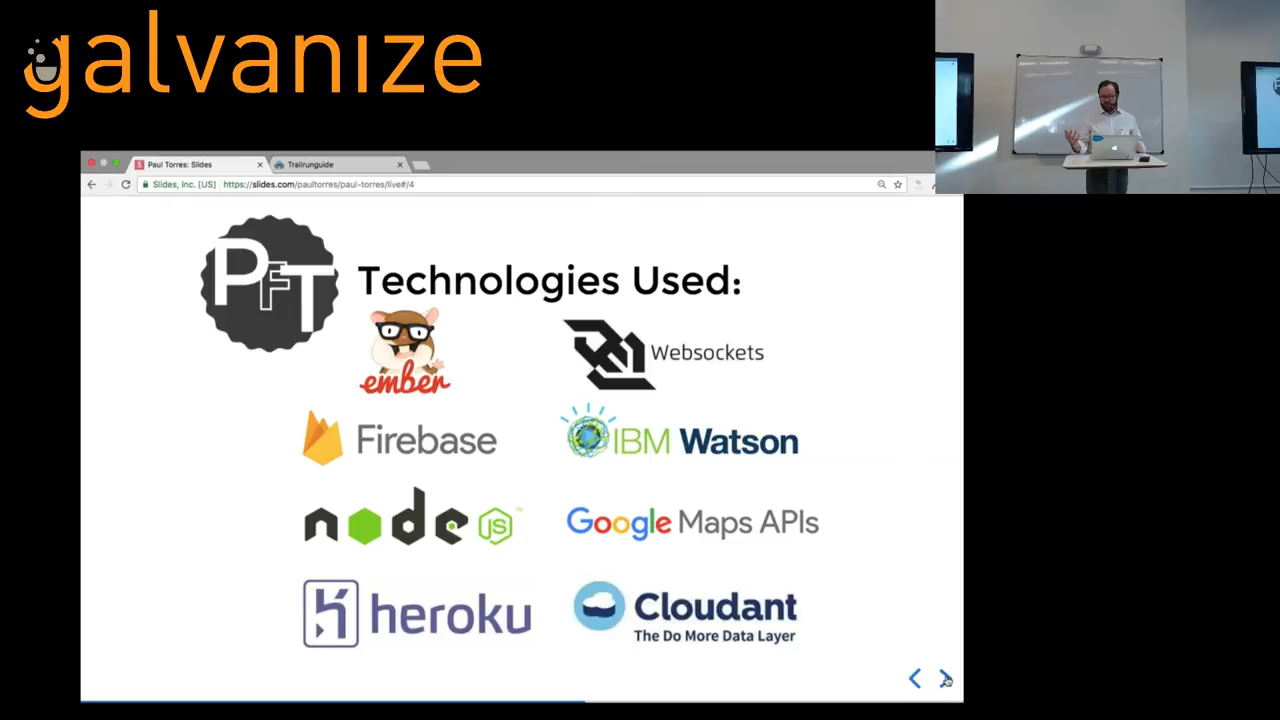 galvanize
Paul Torres: Slides
Trailrunguide
Slides, Inc. [US]
https://slides.com/paultorres/paul-torres/live#/4
PFT
Technologies Used:
ember
Websockets
Firebase
IBM Watson
node
JS
™
Google Maps APIs
heroku
Cloudant
The Do More Data Layer